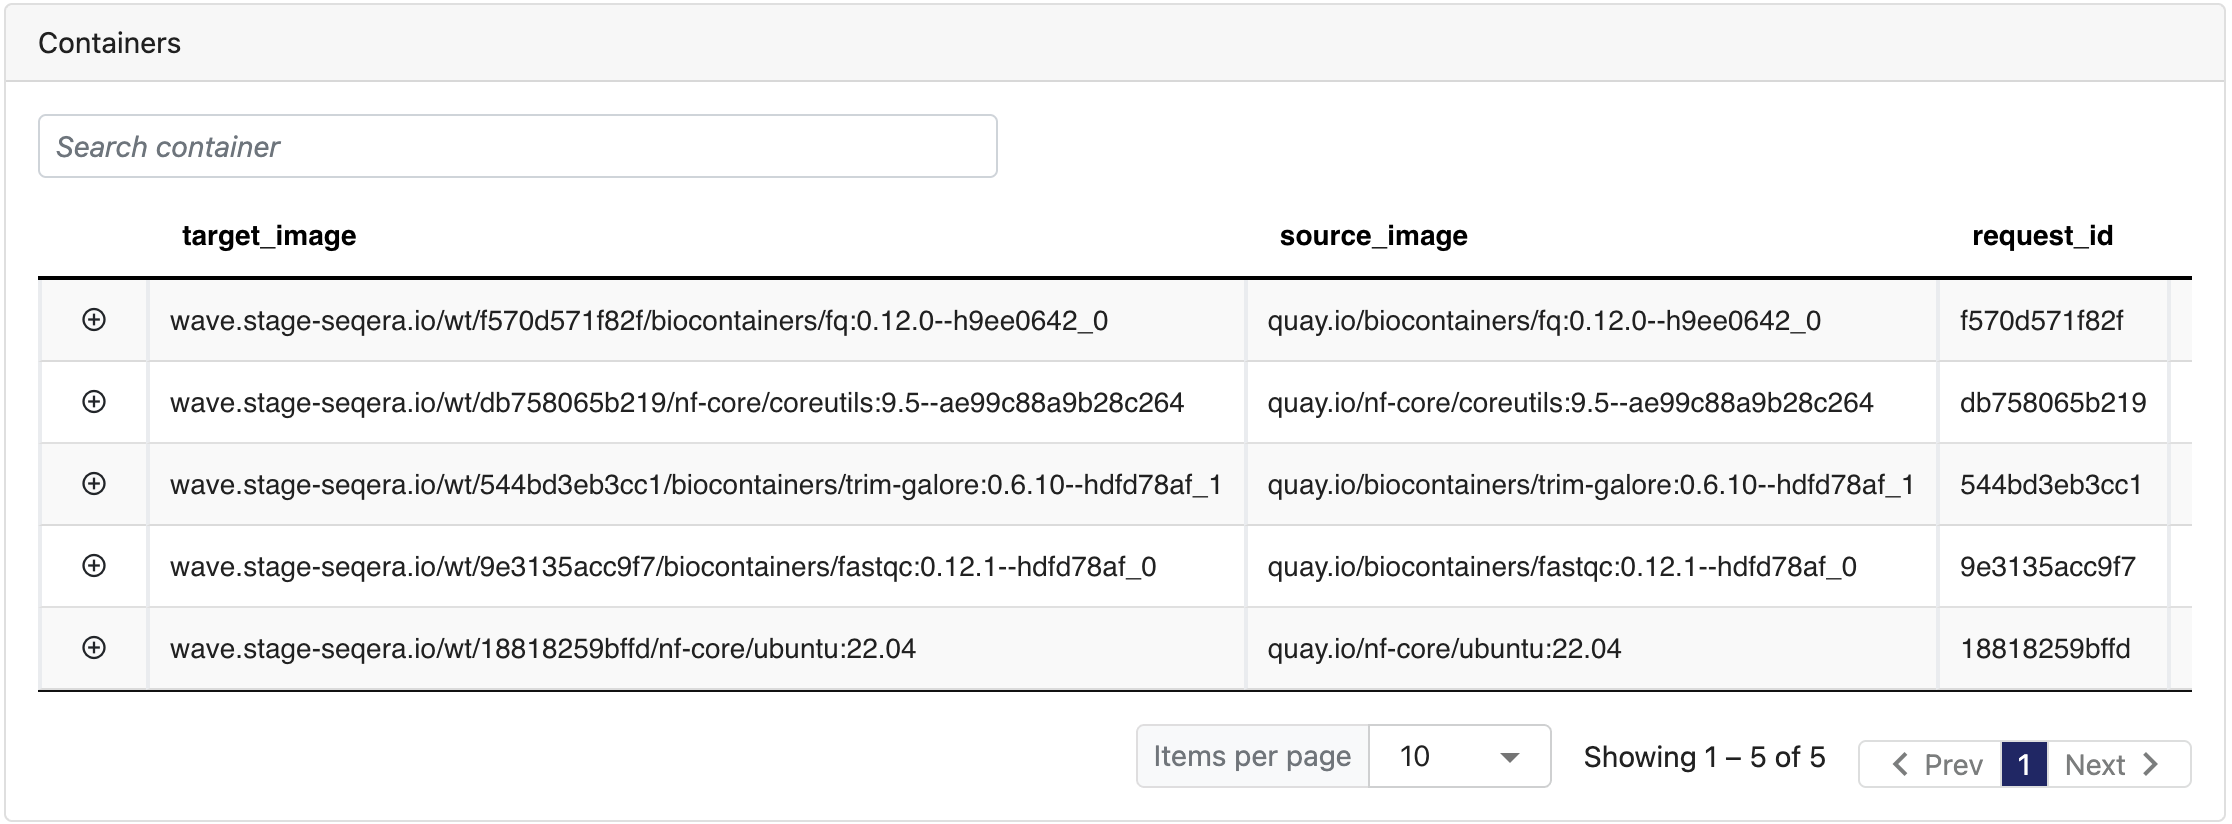 Containers
Search container
target_image source_image request_id
wave.stage-seqera.io/wt/f570d571f82f/biocontainers/fq:0.12.0--h9ee0642_0 quay.io/biocontainers/fq:0.12.0--h9ee0642_0 f570d571f82f
wave.stage-seqera.io/wt/db758065b219/nf-core/coreutils:9.5--ae99c88a9b28c264 quay.io/nf-core/coreutils:9.5--ae99c88a9b28c264 db758065b219
wave.stage-seqera.io/wt/544bd3eb3cc1/biocontainers/trim-galore:0.6.10--hdfd78af_1 quay.io/biocontainers/trim-galore:0.6.10--hdfd78af_1 544bd3eb3cc1
wave.stage-seqera.io/wt/9e3135acc9f7/biocontainers/fastqc:0.12.1--hdfd78af_0 quay.io/biocontainers/fastqc:0.12.1--hdfd78af_0 9e3135acc9f7
wave.stage-seqera.io/wt/18818259bffd/nf-core/ubuntu:22.04 quay.io/nf-core/ubuntu:22.04 18818259bffd
Items per page 10 Showing 1 – 5 of 5 Prev 1 Next